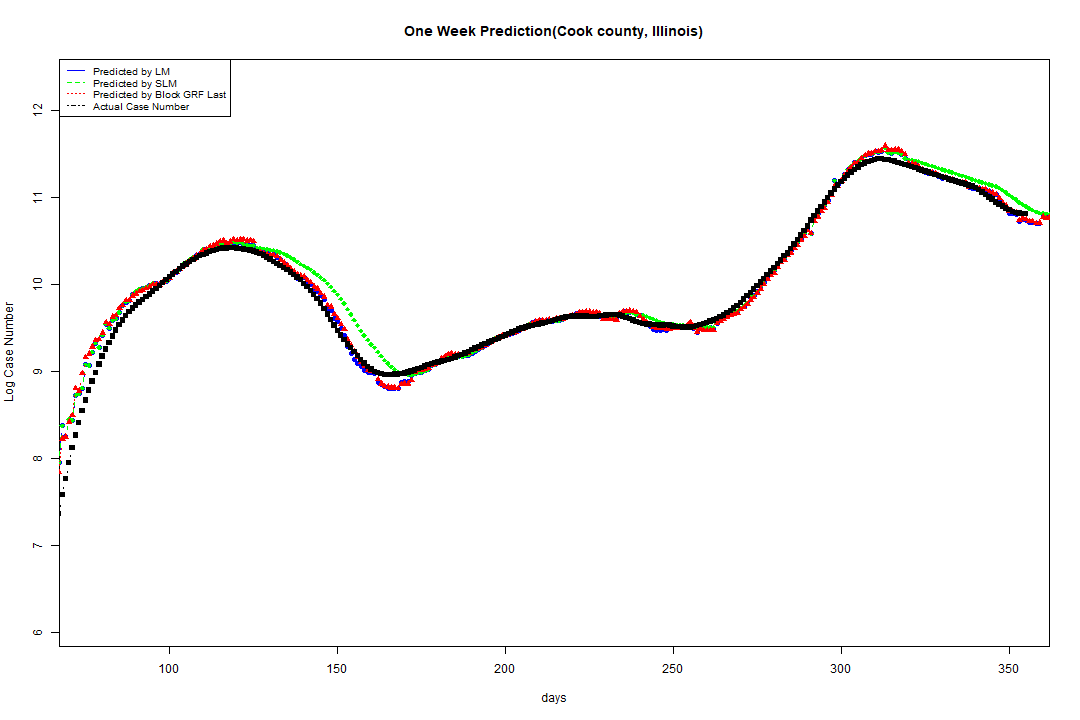 One Week Prediction(Cook county, Illinois)
Predicted by LM
Predicted by SLM
Predicted by Block GRF Last
Actual Case Number
12
11
10
9
8
7
6
Log Case Number
100 150 200 250 300 350
days